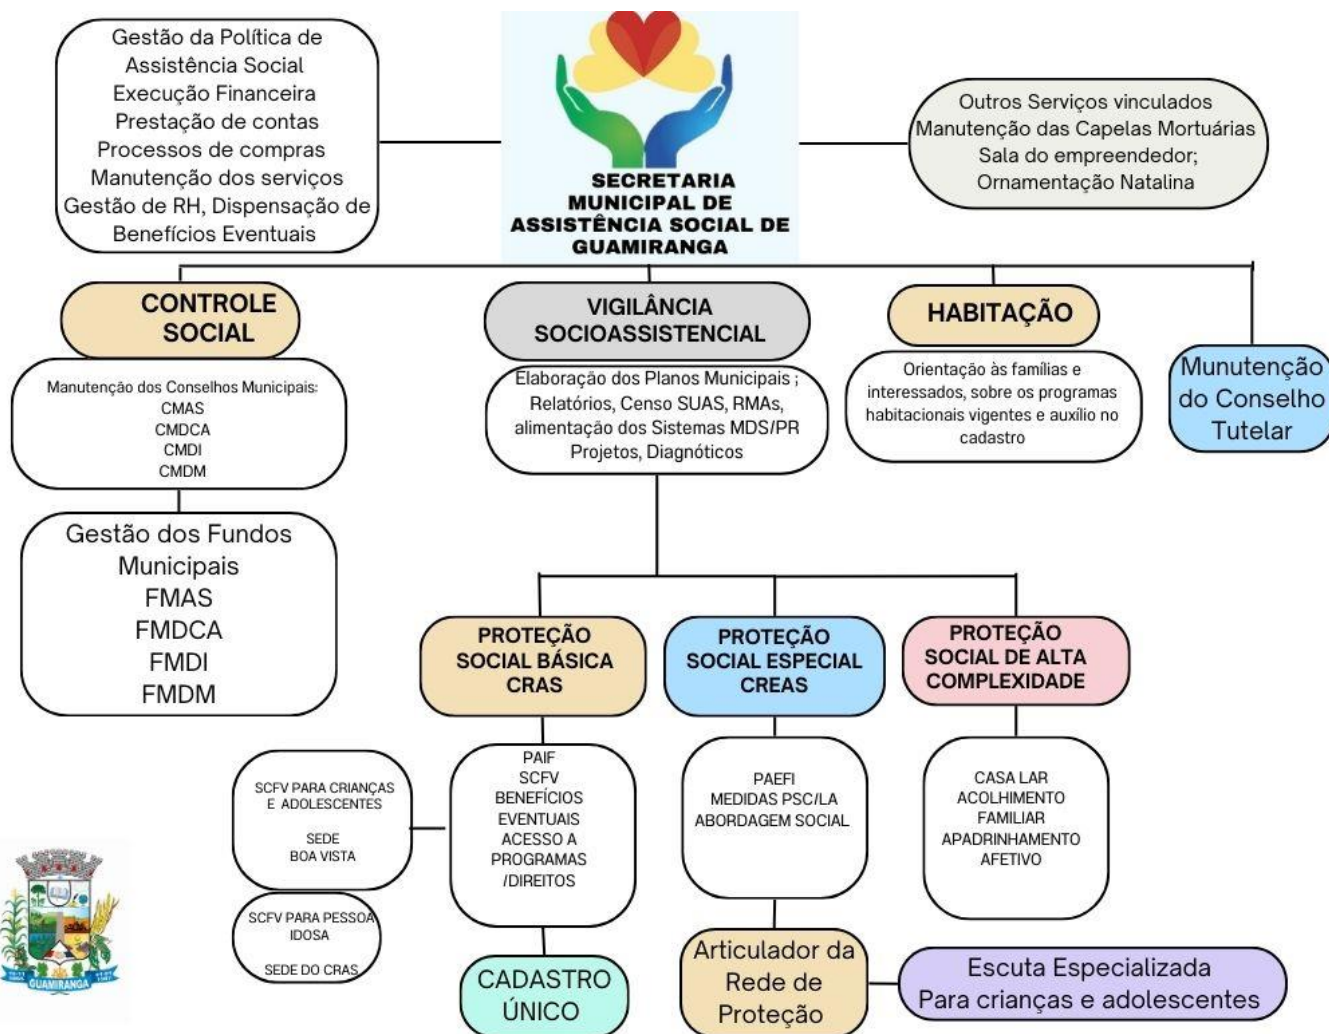 Gestão da Política de
Assistência Social
Execução Financeira
Prestação de contas
Processos de compras
Manutenção dos serviços
Gestão de RH, Dispensação de
Benefícios Eventuais
SECRETARIA
MUNICIPAL DE
ASSISTÊNCIA SOCIAL DE
GUAMIRANGA
Outros Serviços vinculados
Manutenção das Capelas Mortuárias
Sala do empreendedor;
Ornamentação Natalina
CONTROLE
SOCIAL
Manutenção dos Conselhos Municipais:
CMAS
CMDCA
CMDI
CMDM
Gestão dos Fundos
Municipais
FMAS
FMDCA
FMDI
FMDM
VIGILÂNCIA
SOCIOASSISTENCIAL
Elaboração dos Planos Municipais ;
Relatórios, Censo SUAS, RMAs,
alimentação dos Sistemas MDS/PR
Projetos, Diagnóticos
HABITAÇÃO
Orientação às famílias e
interessados, sobre os programas
habitacionais vigentes e auxílio no
cadastro
Munutenção
do Conselho
Tutelar
PROTEÇÃO
SOCIAL BÁSICA
CRAS
PAIF
SCFV
BENEFÍCIOS
EVENTUAIS
ACESSO A
PROGRAMAS
/DIREITOS
SCFV PARA CRIANÇAS
E ADOLESCENTES
SEDE
BOA VISTA
SCFV PARA PESSOA
IDOSA
SEDE DO CRAS
CADASTRO
ÚNICO
PROTEÇÃO
SOCIAL ESPECIAL
CREAS
PAEFI
MEDIDAS PSC/LA
ABORDAGEM SOCIAL
Articulador da
Rede de
Proteção
Escuta Especializada
Para crianças e adolescentes
PROTEÇÃO
SOCIAL DE ALTA
COMPLEXIDADE
CASA LAR
ACOLHIMENTO
FAMILIAR
APADRINHAMENTO
AFETIVO
GUAMIRANGA